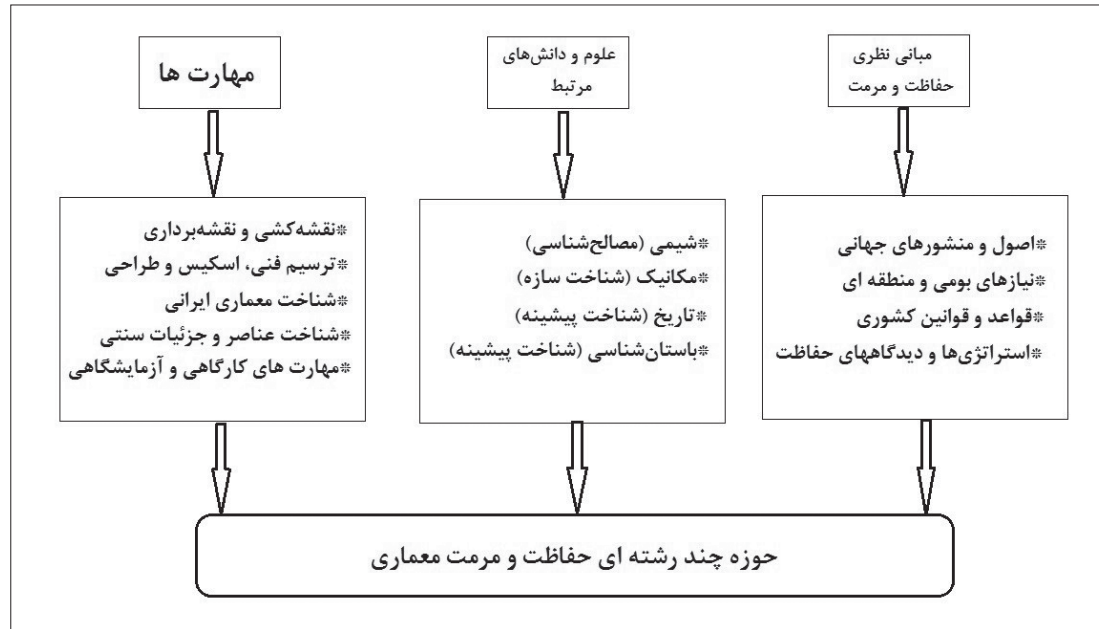 مبانی نظری
حفاظت و مرمت
علوم و دانش‌های
مرتبط
مهارت ها
*اصول و منشورهای جهانی
*نیازهای بومی و منطقه ای
*قواعد و قوانین کشوری
*استراتژی‌ها و دیدگاههای حفاظت
*شیمی (مصالح‌شناسی)
*مکانیک (شناخت سازه)
*تاریخ (شناخت پیشینه)
*باستان‌شناسی (شناخت پیشینه)
*نقشه‌کشی و نقشه‌برداری
*ترسیم فنی، اسکیس و طراحی
*شناخت معماری ایرانی
*شناخت عناصر و جزئیات سنتی
*مهارت های کارگاهی و آزمایشگاهی
حوزه چند رشته ای حفاظت و مرمت معماری